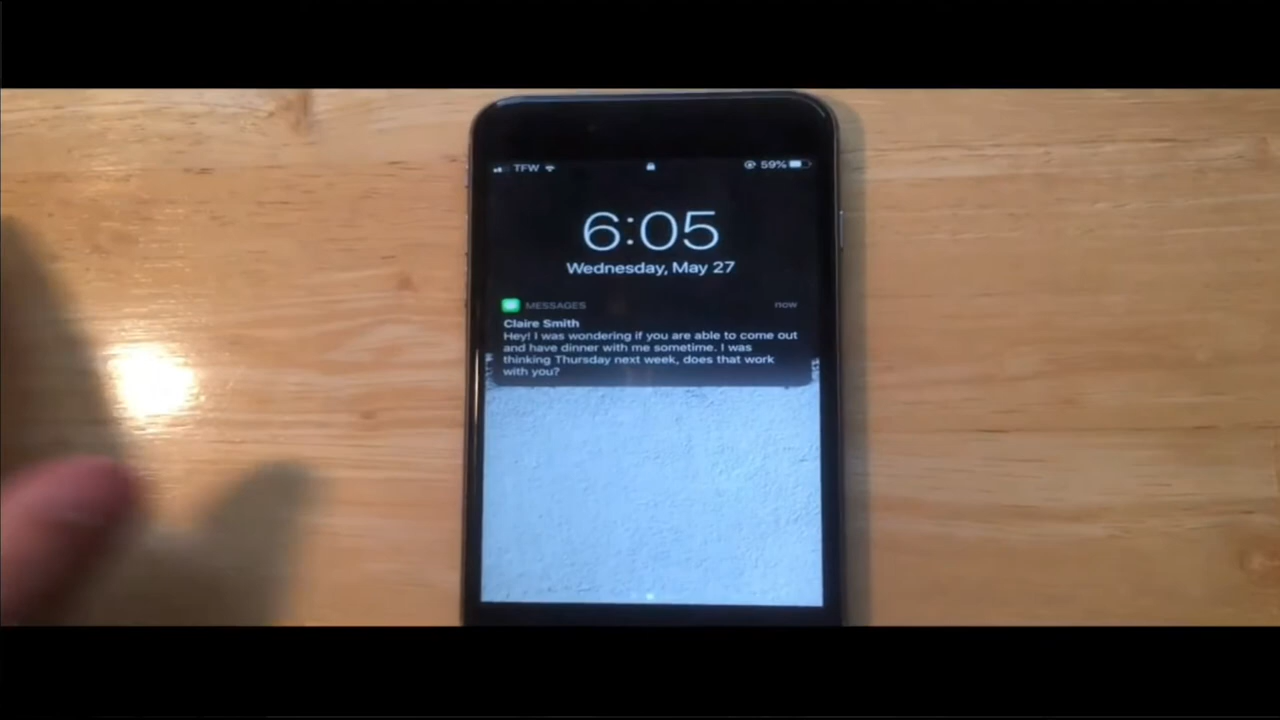 TFW 59%
6:05
Wednesday, May 27
MESSAGES now
Claire Smith
Hey! I was wondering if you are able to come out
and have dinner with me sometime. I was
thinking Thursday next week, does that work
with you?